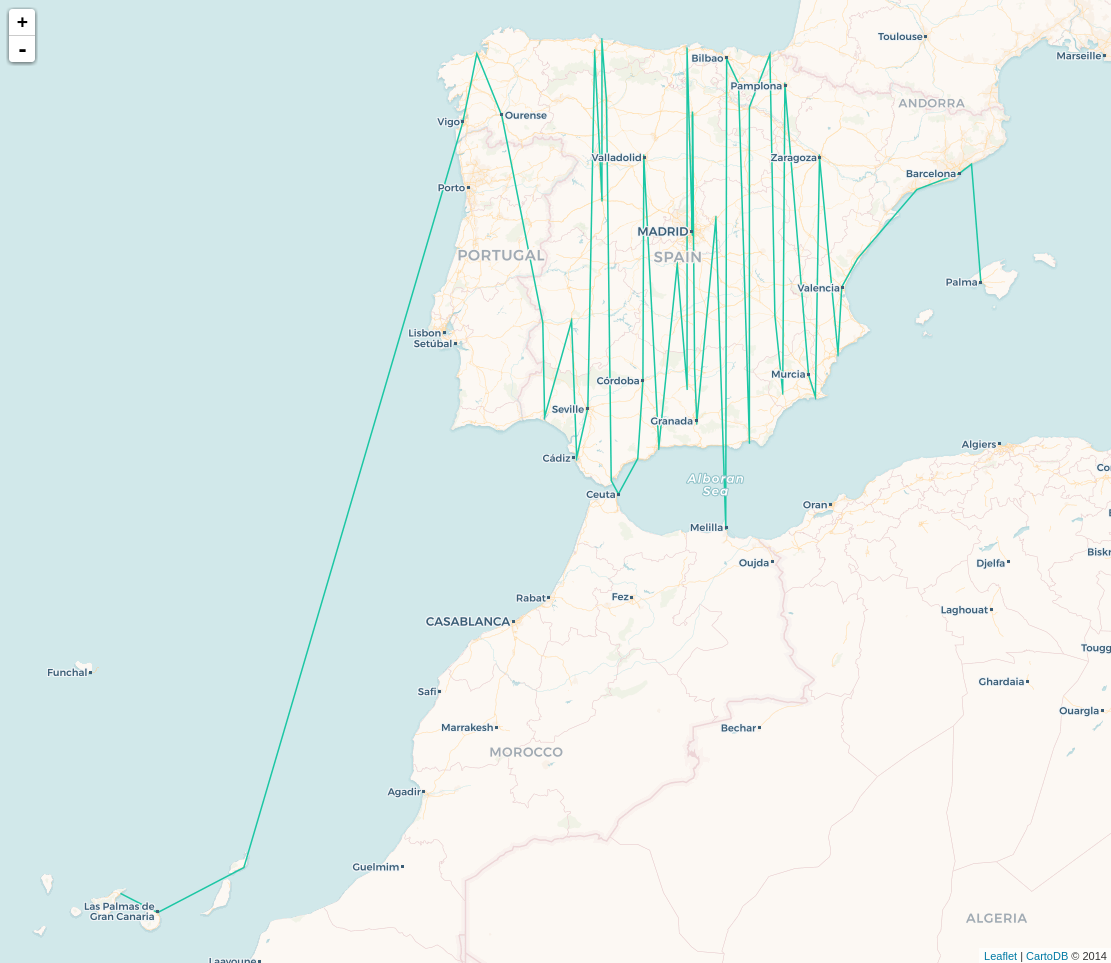 +
-
Toulouse
Marseille
Bilbao
Pamplona
ANDORRA
Vigo
Ourense
Valladolid
Zaragoza
Barcelona
Porto
MADRID
PORTUGAL
SPAIN
Palma
Valencia
Lisbon
Setúbal
Murcia
Córdoba
Seville
Granada
Cádiz
Algiers
Alboran
Sea
Ceuta
Oran
Melilla
Oujda
Djelfa
Biskr
Rabat
Fez
CASABLANCA
Laghouat
Tougg
Funchal
Safi
Ghardaia
Ouargla
Marrakesh
Bechar
MOROCCO
Agadir
Guelmim
Las Palmas de
Gran Canaria
ALGERIA
Laayoune
Leaflet | CartoDB © 2014